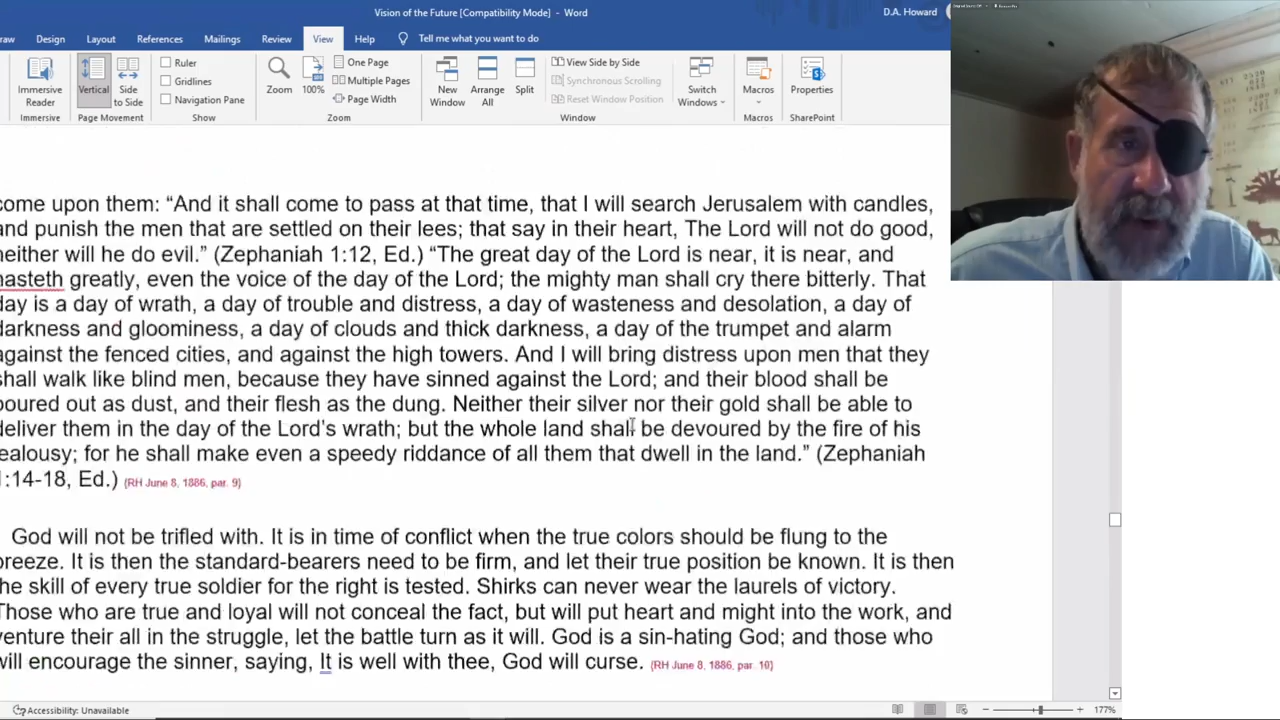 Vision of the Future [Compatibility Mode] - Word
D.A. Howard
Design Layout References Mailings Review View Help Tell me what you want to do
Immersive Reader
Vertical
Side to Side
Ruler
Gridlines
Navigation Pane
Zoom
100%
One Page
Multiple Pages
Page Width
New Window
Arrange All
Split
View Side by Side
Synchronous Scrolling
Reset Window Position
Switch Windows
Macros
Properties
Immersive Page Movement Show Zoom Window Macros SharePoint
come upon them: “And it shall come to pass at that time, that I will search Jerusalem with candles,
and punish the men that are settled on their lees; that say in their heart, The Lord will not do good,
neither will he do evil.” (Zephaniah 1:12, Ed.) “The great day of the Lord is near, it is near, and
hasteth greatly, even the voice of the day of the Lord; the mighty man shall cry there bitterly. That
day is a day of wrath, a day of trouble and distress, a day of wasteness and desolation, a day of
darkness and gloominess, a day of clouds and thick darkness, a day of the trumpet and alarm
against the fenced cities, and against the high towers. And I will bring distress upon men that they
shall walk like blind men, because they have sinned against the Lord; and their blood shall be
poured out as dust, and their flesh as the dung. Neither their silver nor their gold shall be able to
deliver them in the day of the Lord’s wrath; but the whole land shall be devoured by the fire of his
jealousy; for he shall make even a speedy riddance of all them that dwell in the land.” (Zephaniah
1:14-18, Ed.) {RH June 8, 1886, par. 9}
God will not be trifled with. It is in time of conflict when the true colors should be flung to the
breeze. It is then the standard-bearers need to be firm, and let their true position be known. It is then
the skill of every true soldier for the right is tested. Shirks can never wear the laurels of victory.
Those who are true and loyal will not conceal the fact, but will put heart and might into the work, and
venture their all in the struggle, let the battle turn as it will. God is a sin-hating God; and those who
will encourage the sinner, saying, It is well with thee, God will curse. {RH June 8, 1886, par. 10}
Accessibility: Unavailable
177%